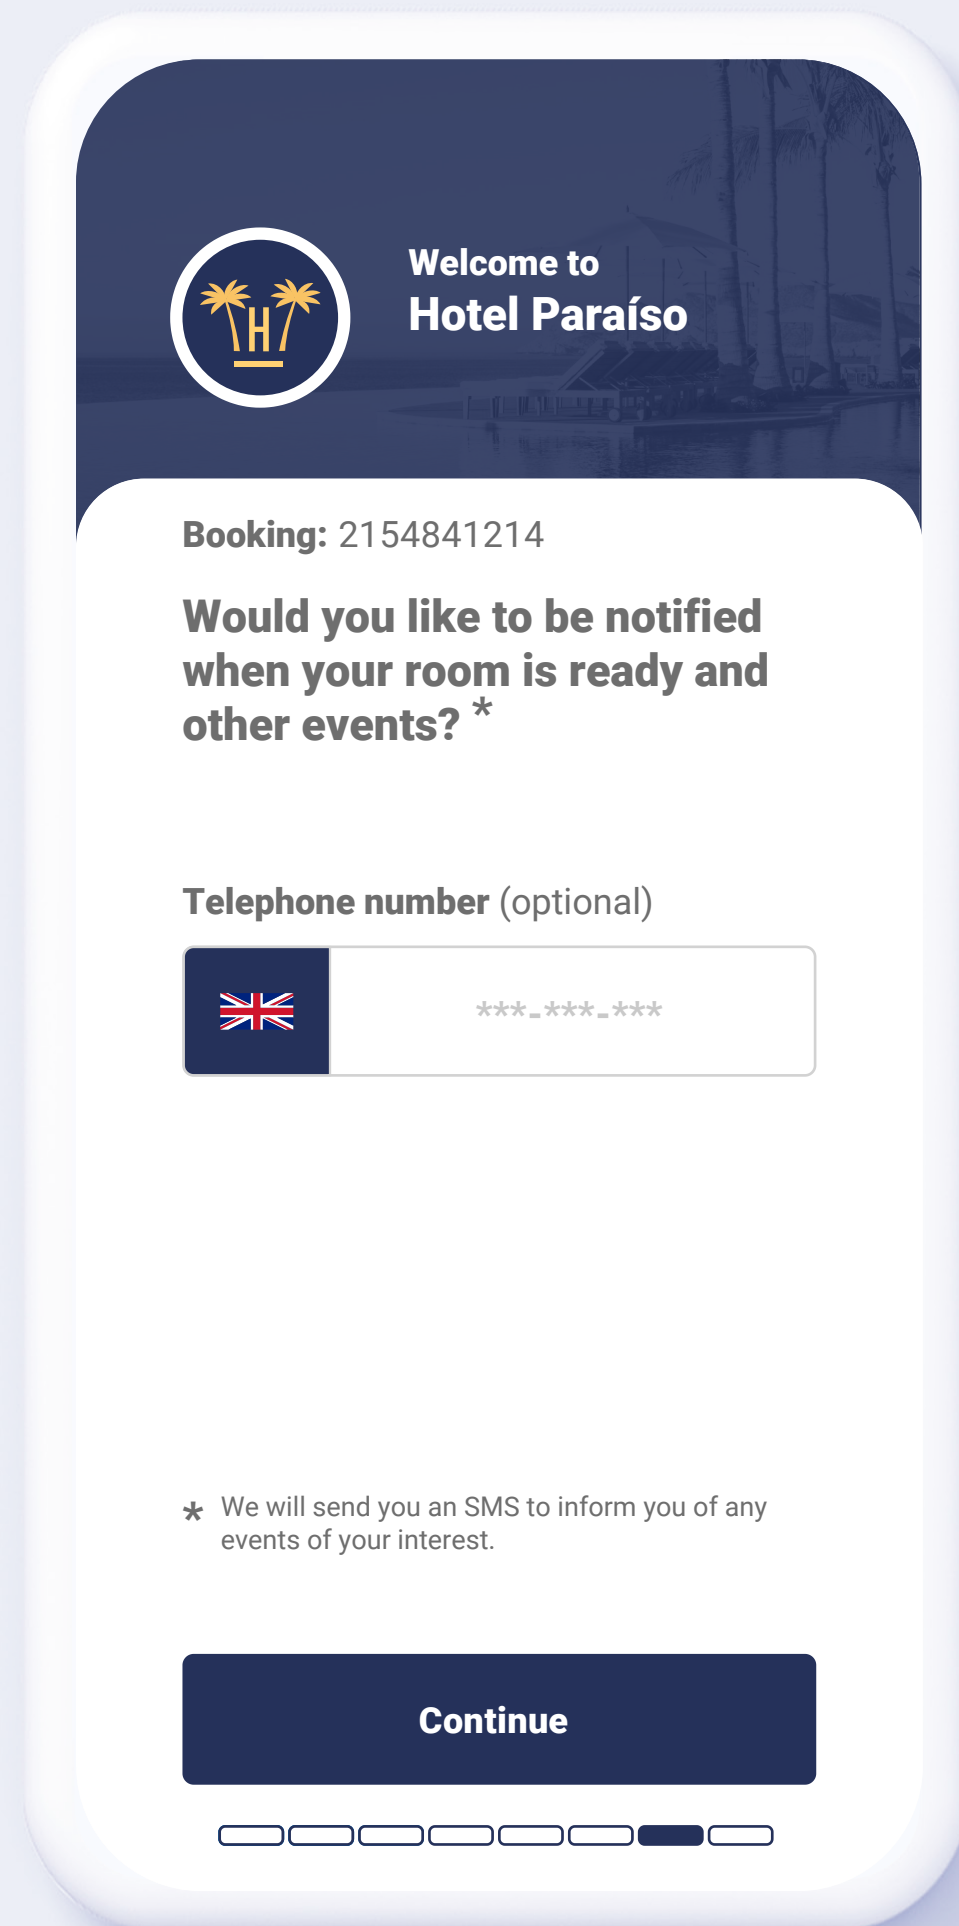 H
Welcome to
Hotel Paraíso
Booking: 2154841214
Would you like to be notified
when your room is ready and
other events? *
Telephone number (optional)
***-***-***
* We will send you an SMS to inform you of any
events of your interest.
Continue